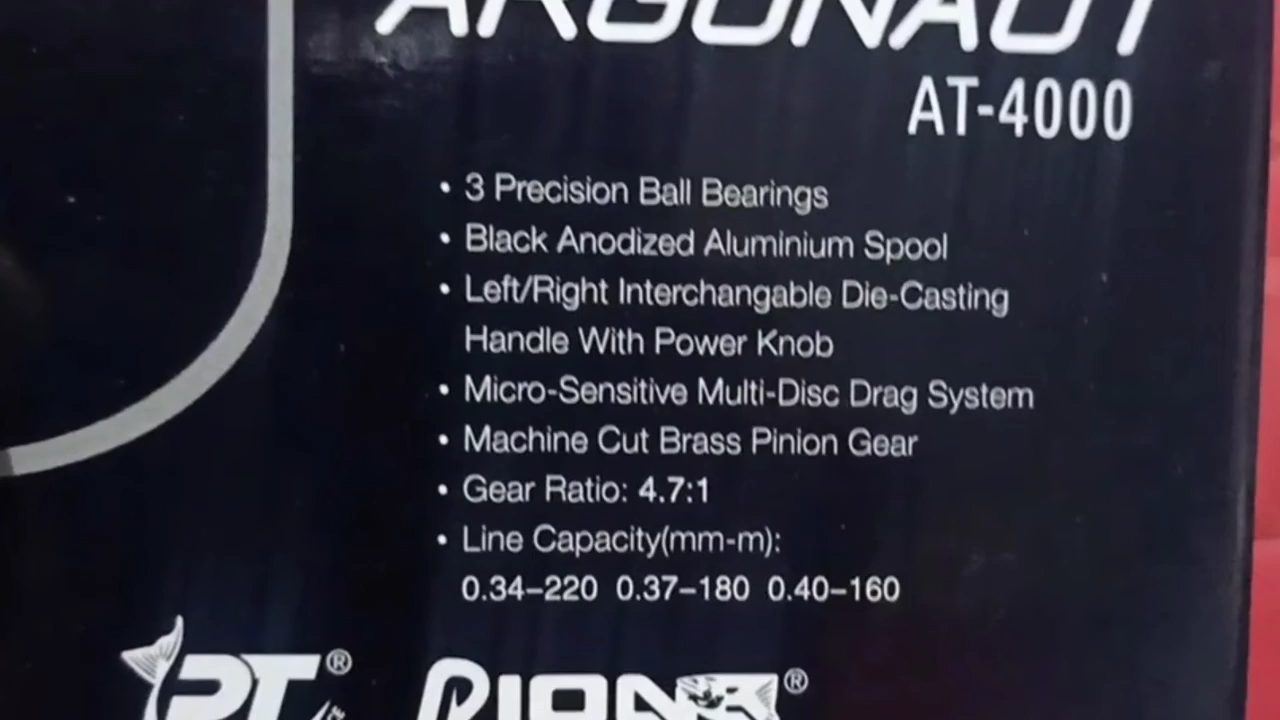 ARGONAUT
AT-4000
• 3 Precision Ball Bearings
• Black Anodized Aluminium Spool
• Left/Right Interchangable Die-Casting
Handle With Power Knob
• Micro-Sensitive Multi-Disc Drag System
• Machine Cut Brass Pinion Gear
• Gear Ratio: 4.7:1
• Line Capacity(mm-m):
0.34–220 0.37–180 0.40–160
PT®